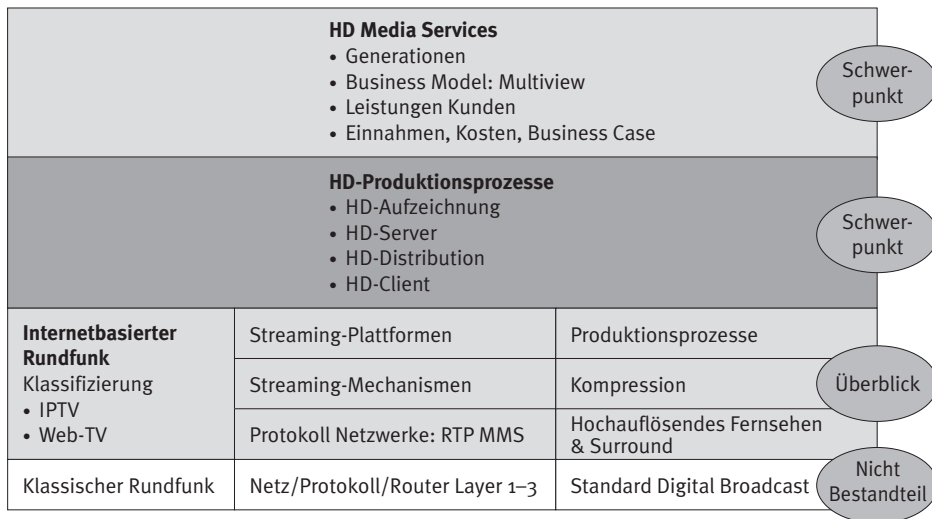 HD Media Services
• Generationen
• Business Model: Multiview
• Leistungen Kunden
• Einnahmen, Kosten, Business Case
Schwer-
punkt
HD-Produktionsprozesse
• HD-Aufzeichnung
• HD-Server
• HD-Distribution
• HD-Client
Schwer-
punkt
Internetbasierter
Rundfunk
Klassifizierung
• IPTV
• Web-TV
Streaming-Plattformen
Produktionsprozesse
Streaming-Mechanismen
Kompression
Protokoll Netzwerke: RTP MMS
Hochauflösendes Fernsehen
& Surround
Überblick
Klassischer Rundfunk
Netz/Protokoll/Router Layer 1–3
Standard Digital Broadcast
Nicht
Bestandteil